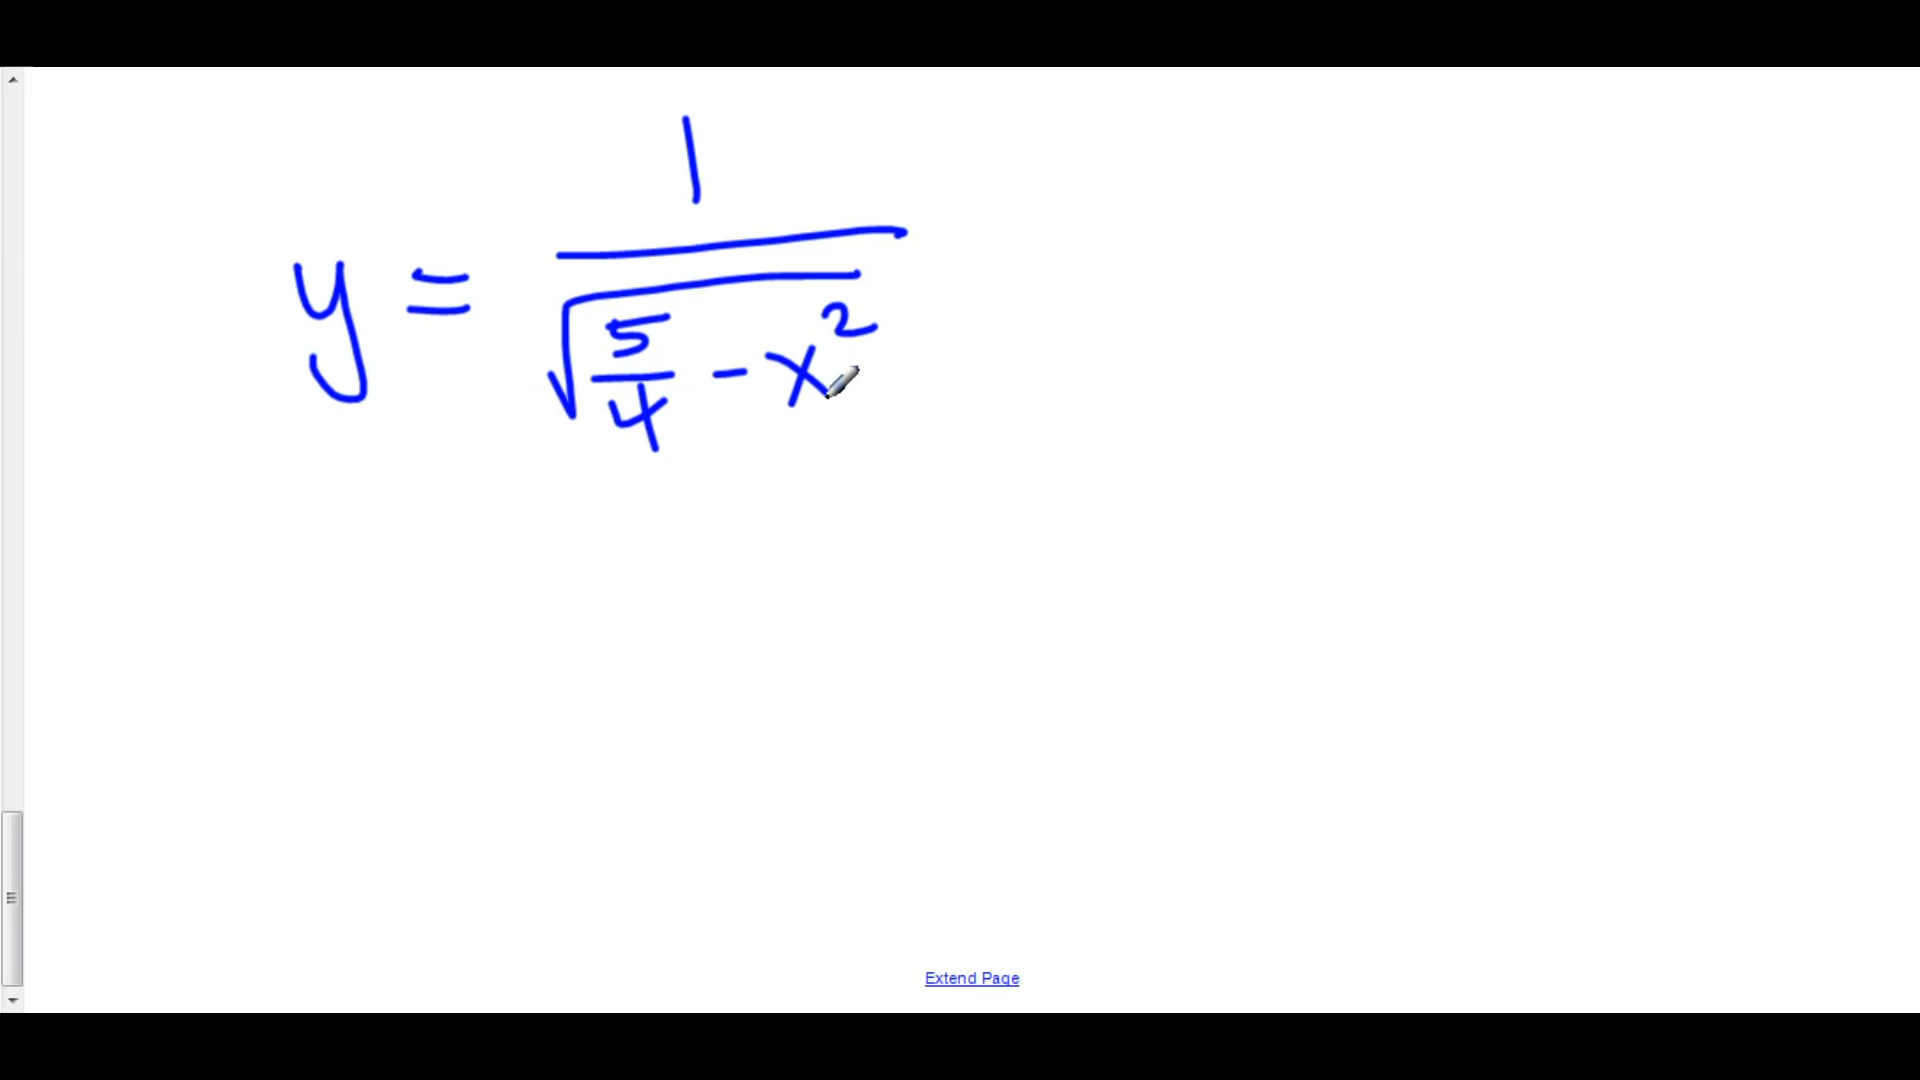 y = 1 / √(5/4 - x²)
Extend Page